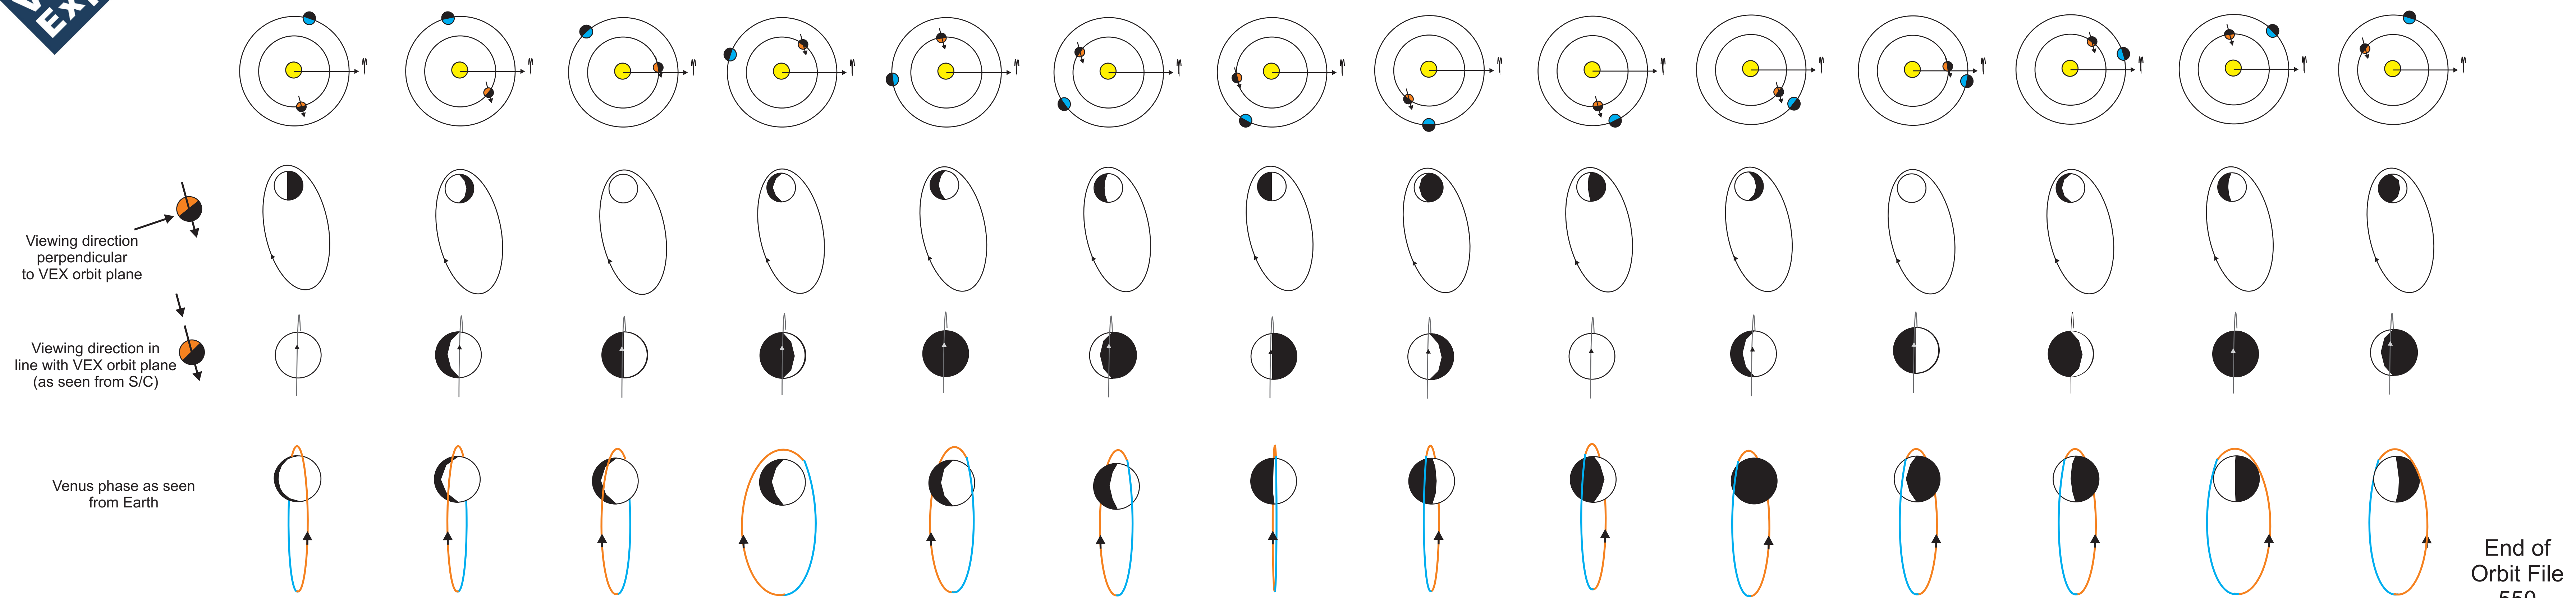 Viewing direction
perpendicular
to VEX orbit plane
Viewing direction in
line with VEX orbit plane
(as seen from S/C)
Venus phase as seen
from Earth
End of
Orbit File